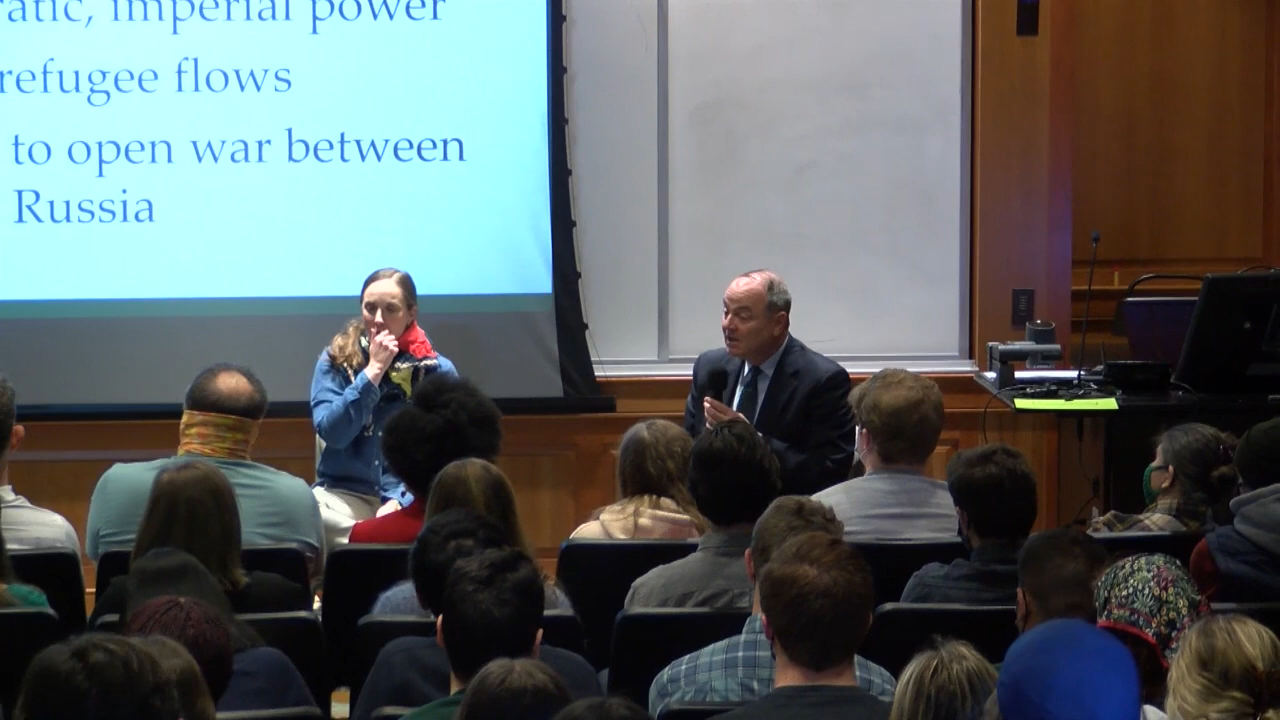 ratic, imperial power
refugee flows
to open war between
Russia